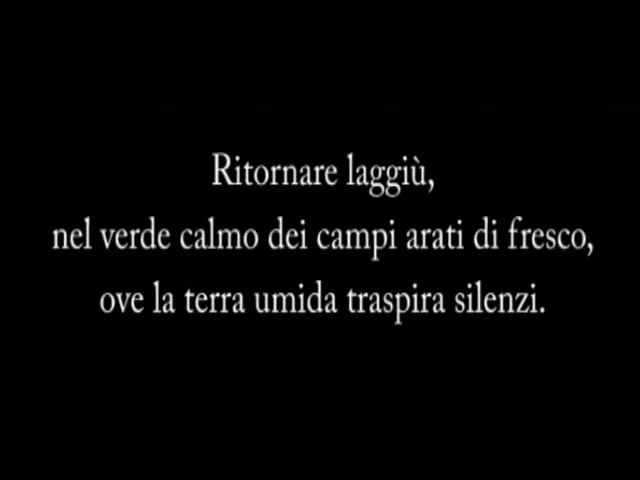 Ritornare laggiù,
nel verde calmo dei campi arati di fresco,
ove la terra umida traspira silenzi.